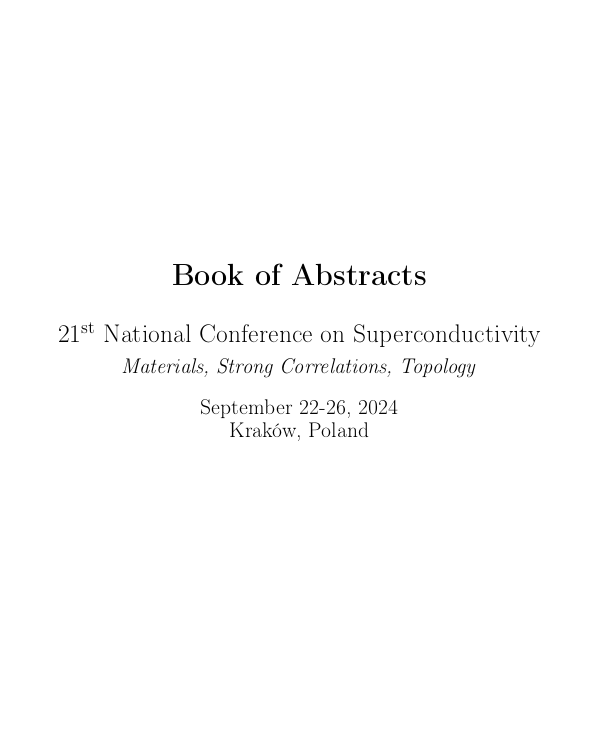 Book of Abstracts
21st National Conference on Superconductivity
Materials, Strong Correlations, Topology
September 22-26, 2024
Kraków, Poland